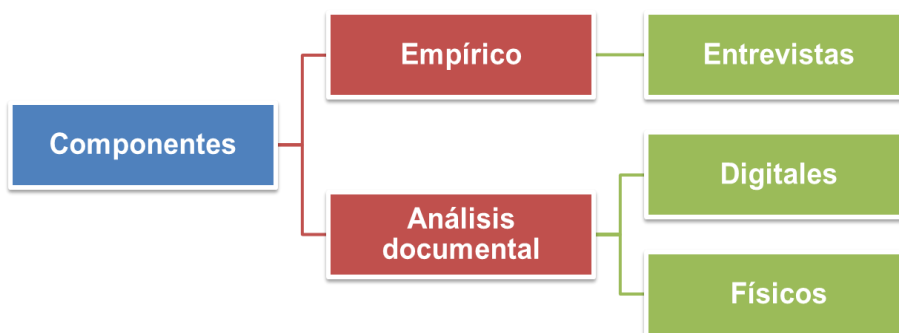 Componentes
Empírico
Entrevistas
Análisis
documental
Digitales
Físicos